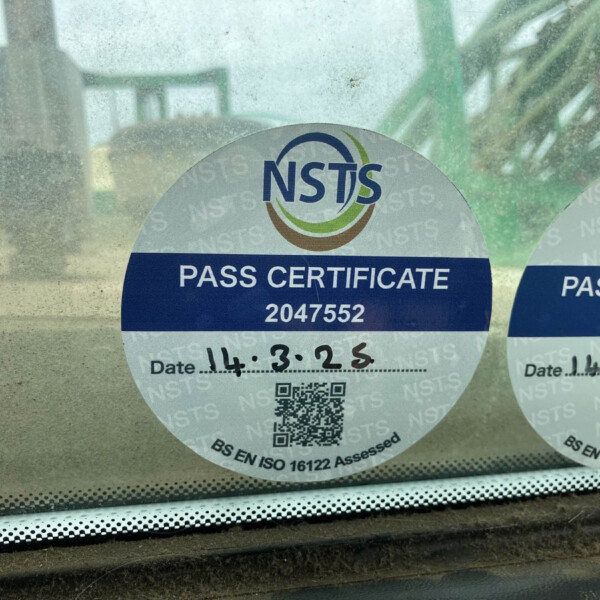 NSTS
PASS CERTIFICATE
2047552
Date 14.3.25
BS EN ISO 16122 Assessed
PAS
Date 14
BS EN